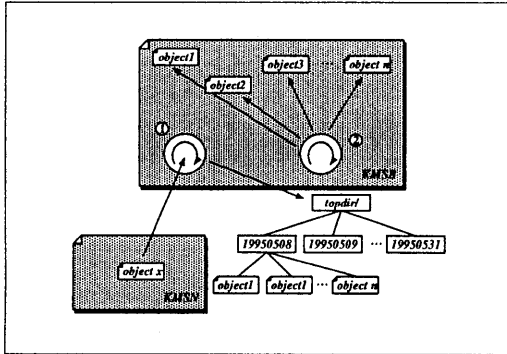 object1
object3 ... object n
object2
① ②
KMSB
topdir/
19950508 19950509 ... 19950531
object x
object1 object1 ... object n
KMSN